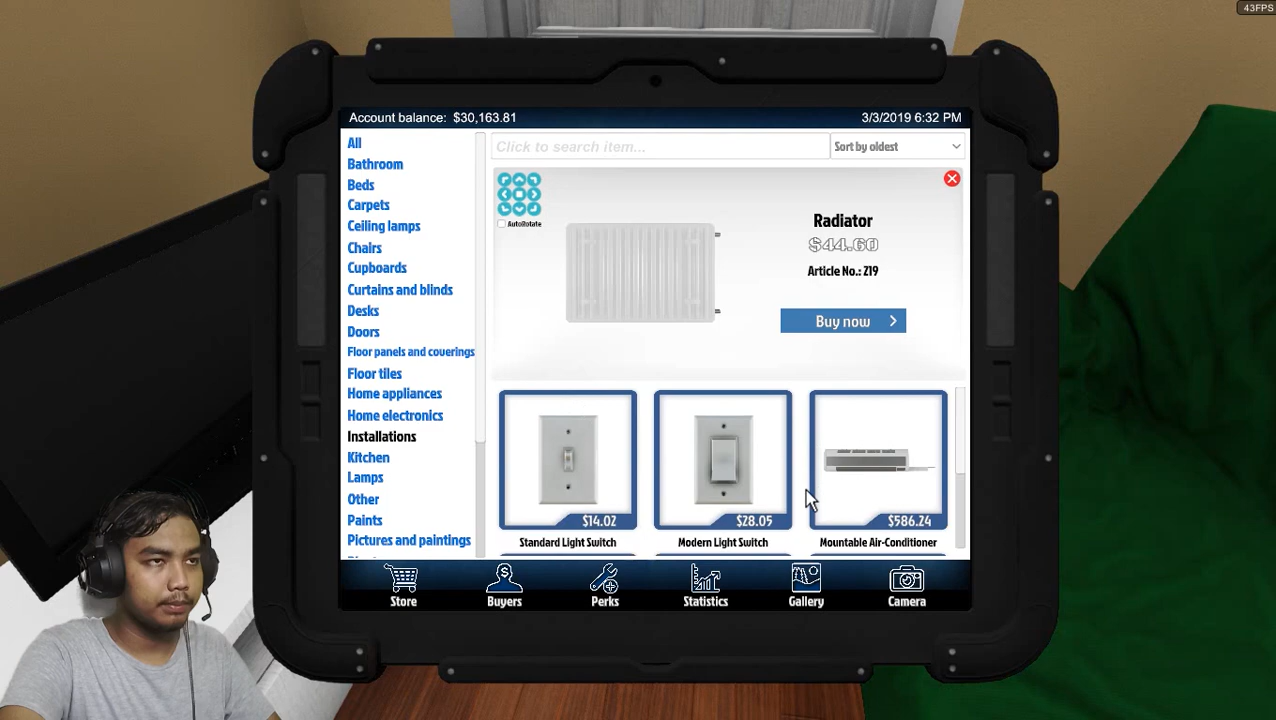 43FPS
Account balance: $30,163.81
3/3/2019 6:32 PM
All
Bathroom
Beds
Carpets
Ceiling lamps
Chairs
Cupboards
Curtains and blinds
Desks
Doors
Floor panels and coverings
Floor tiles
Home appliances
Home electronics
Installations
Kitchen
Lamps
Other
Paints
Pictures and paintings
Click to search item...
Sort by oldest
AutoRotate
Radiator
$44.60
Article No.: Z19
Buy now
$14.02
$28.05
$586.24
Standard Light Switch
Modern Light Switch
Mountable Air-Conditioner
Store
Buyers
Perks
Statistics
Gallery
Camera